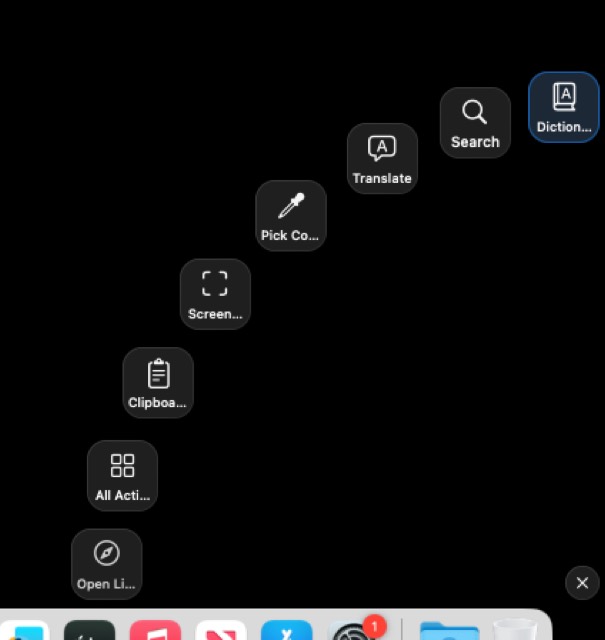 A
Diction...
Search
A
Translate
Pick Co...
Screen...
Clipboa...
All Acti...
Open Li...
1